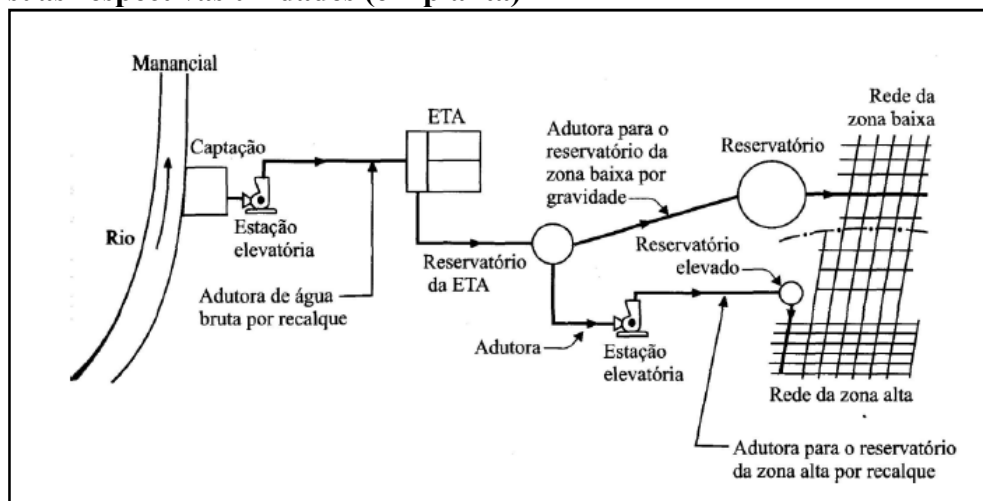 Manancial
Captação
Rio
Estação
elevatória
Adutora de água
bruta por recalque
ETA
Reservatório
da ETA
Adutora para o
reservatório da
zona baixa por
gravidade
Reservatório
Rede da
zona baixa
Reservatório
elevado
Adutora
Estação
elevatória
Rede da zona alta
Adutora para o reservatório
da zona alta por recalque